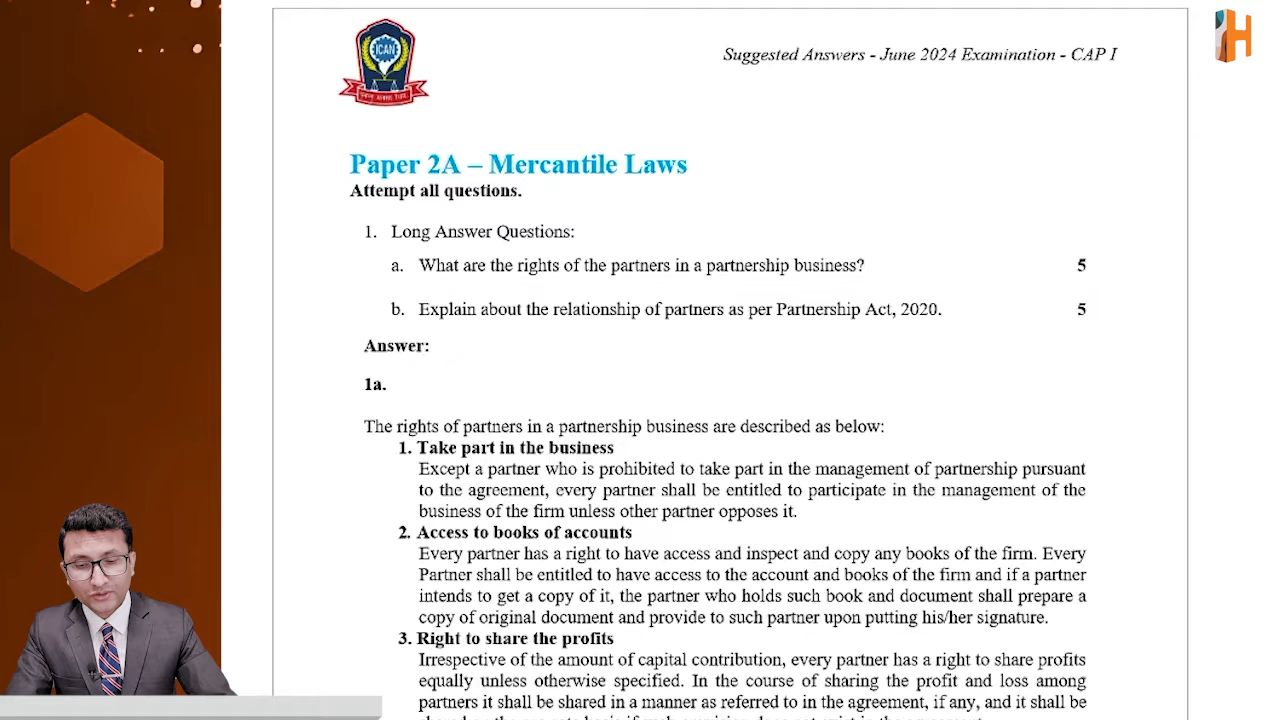 ICAN
Suggested Answers - June 2024 Examination - CAP I
H
Paper 2A – Mercantile Laws
Attempt all questions.
1. Long Answer Questions:
a. What are the rights of the partners in a partnership business? 5
b. Explain about the relationship of partners as per Partnership Act, 2020. 5
Answer:
1a.
The rights of partners in a partnership business are described as below:
1. Take part in the business
Except a partner who is prohibited to take part in the management of partnership pursuant
to the agreement, every partner shall be entitled to participate in the management of the
business of the firm unless other partner opposes it.
2. Access to books of accounts
Every partner has a right to have access and inspect and copy any books of the firm. Every
Partner shall be entitled to have access to the account and books of the firm and if a partner
intends to get a copy of it, the partner who holds such book and document shall prepare a
copy of original document and provide to such partner upon putting his/her signature.
3. Right to share the profits
Irrespective of the amount of capital contribution, every partner has a right to share profits
equally unless otherwise specified. In the course of sharing the profit and loss among
partners it shall be shared in a manner as referred to in the agreement, if any, and it shall be